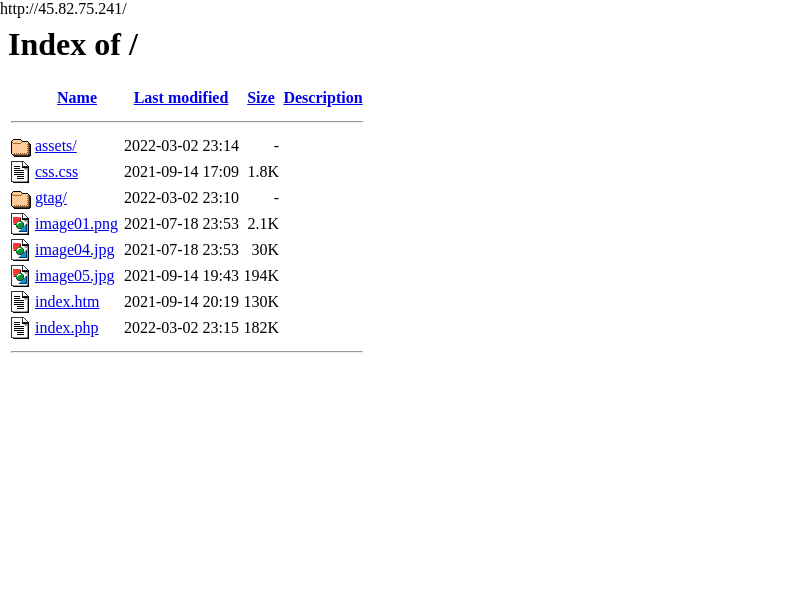 http://45.82.75.241/
Index of /
Name Last modified Size Description
assets/ 2022-03-02 23:14 -
css.css 2021-09-14 17:09 1.8K
gtag/ 2022-03-02 23:10 -
image01.png 2021-07-18 23:53 2.1K
image04.jpg 2021-07-18 23:53 30K
image05.jpg 2021-09-14 19:43 194K
index.htm 2021-09-14 20:19 130K
index.php 2022-03-02 23:15 182K